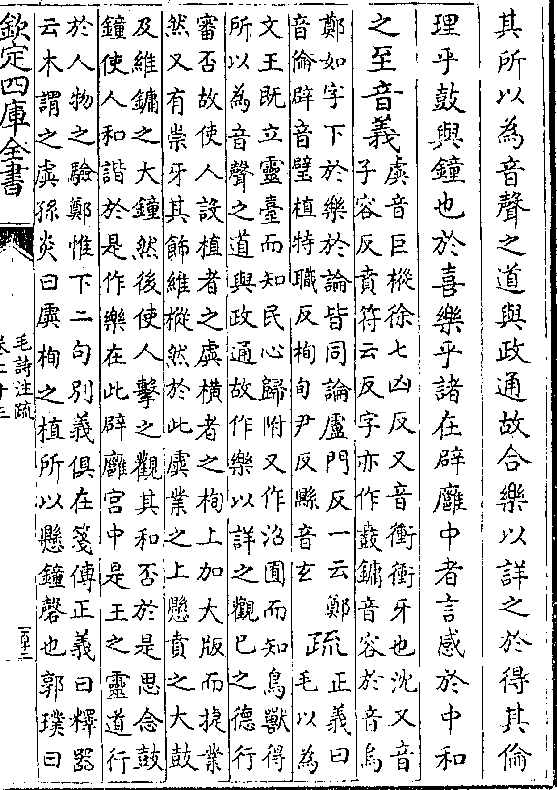 其所以為音聲之道與政通故合樂以詳之於得其倫
理乎鼓與鐘也於喜樂乎諸在辟廱中者言感於中和
之至音義虡音巨樅徐七凶反又音衝衝牙也沈又音
子容反賁符云反字亦作鼖鏞音容於音烏
鄭如字下於樂於論皆同論盧門反一云鄭
音倫辟音璧植特職反栒旬尹反縣音玄
疏正義曰
毛以為
文王既立靈臺而知民心歸附又作沼囿而知鳥獸得
所以為音聲之道與政通故作樂以詳之觀已之德行
審否故使人設植者之虡橫者之栒上加大版而捷業
然又有崇牙其飾維樅然於此虡業之上懸賁之大鼓
及維鏞之大鐘然後使人擊之觀其和否於是思念鼓
鐘使人和諧於是作樂在此辟廱宮中是王之靈道行
於人物之驗鄭惟下二句別義俱在箋傳正義曰釋器
云木謂之虡孫炎曰虡栒之植所以懸鐘磬也郭璞曰
欽定四庫全書
毛詩注疏